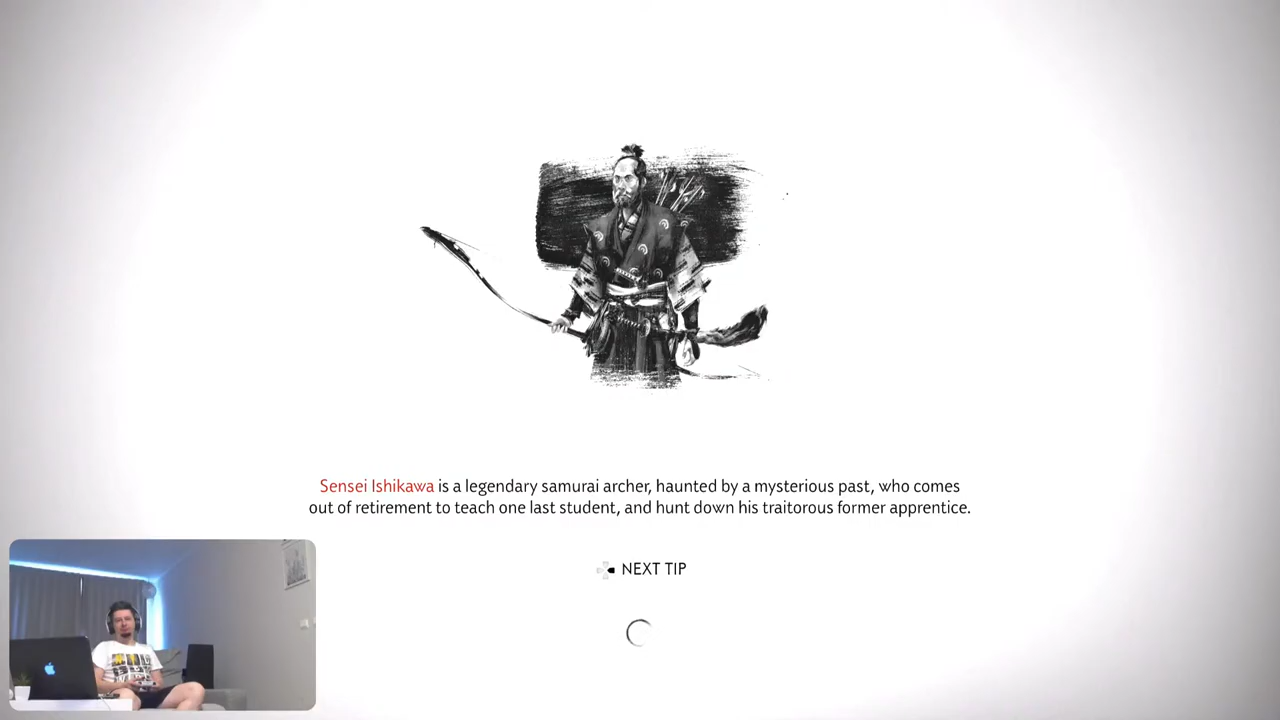 Sensei Ishikawa is a legendary samurai archer, haunted by a mysterious past, who comes
out of retirement to teach one last student, and hunt down his traitorous former apprentice.
NEXT TIP